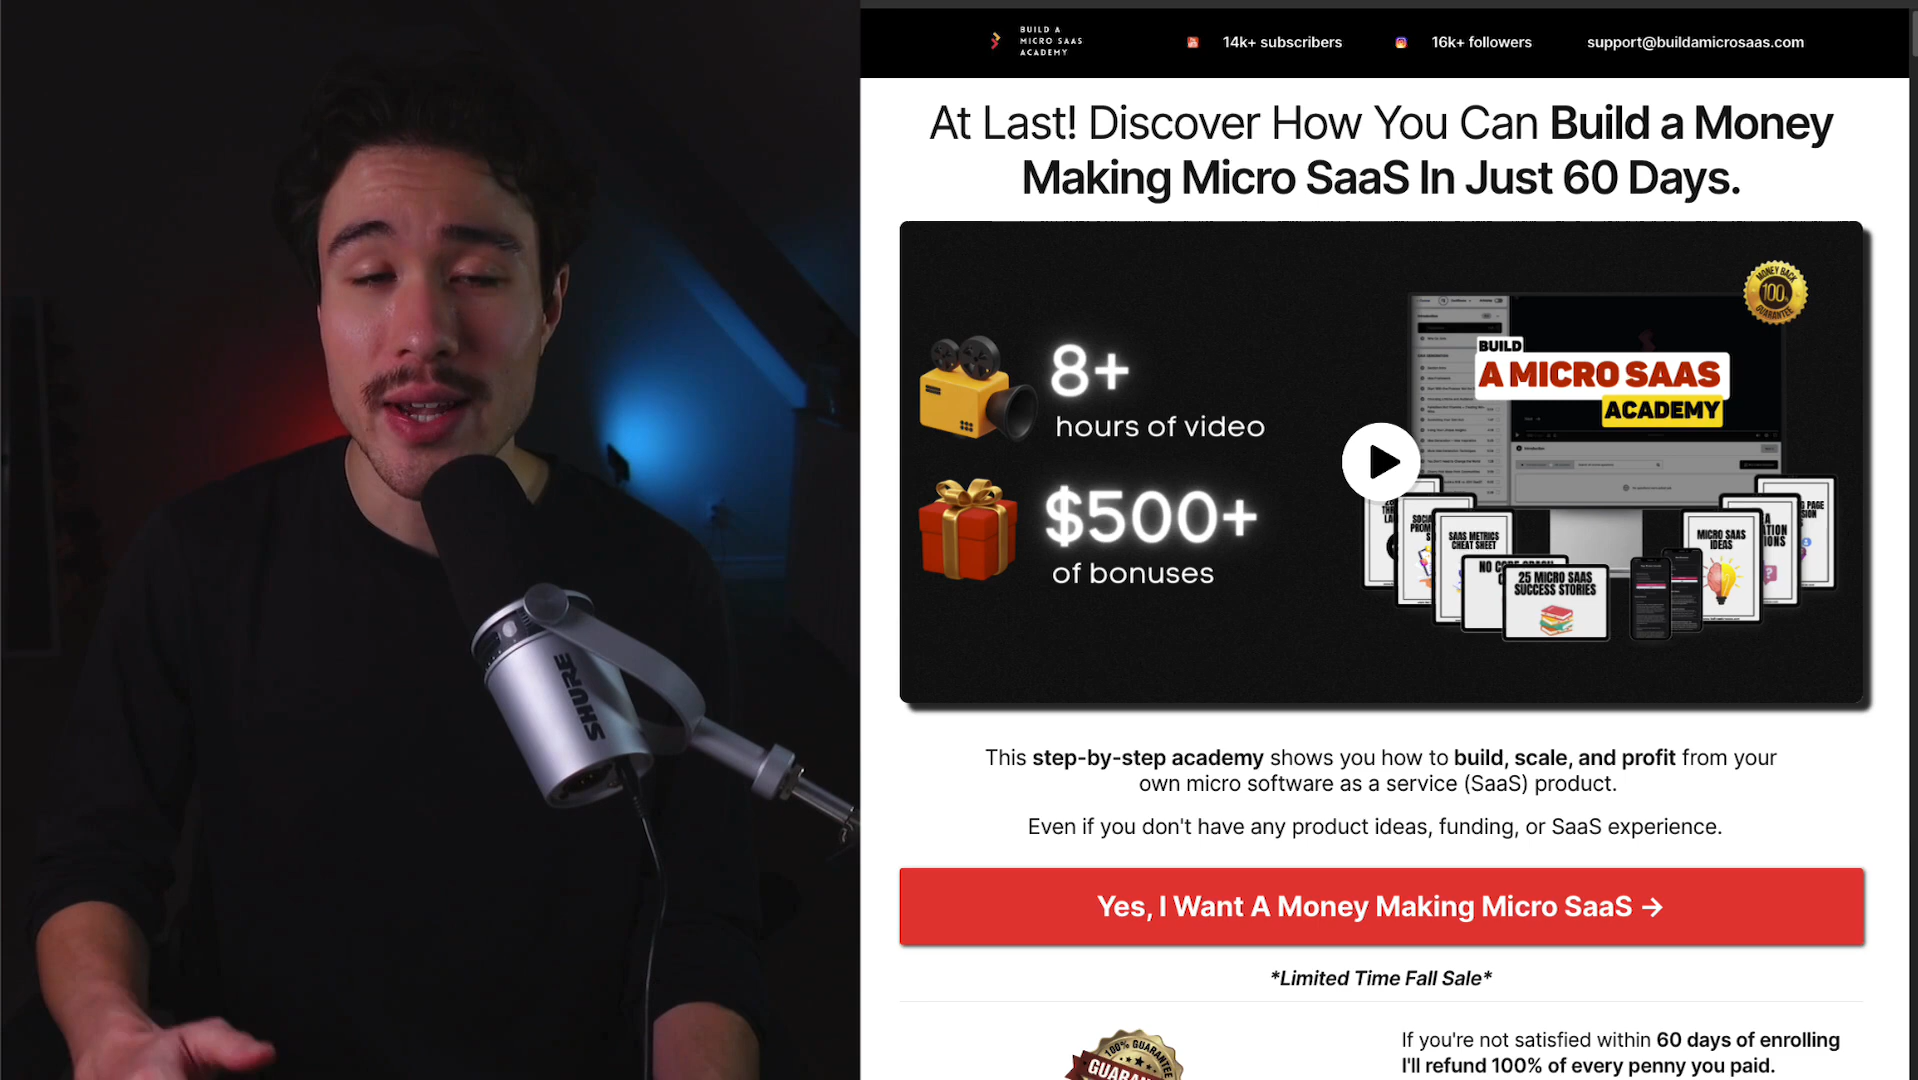 BUILD A
MICRO SAAS
ACADEMY
14k+ subscribers
16k+ followers
support@buildamicrosaas.com
At Last! Discover How You Can Build a Money
Making Micro SaaS In Just 60 Days.
MONEY BACK
100%
GUARANTEE
8+
hours of video
$500+
of bonuses
BUILD
A MICRO SAAS
ACADEMY
SAAS METRICS
CHEAT SHEET
25 MICRO SAAS
SUCCESS STORIES
MICRO SAAS
IDEAS
SHURE
This step-by-step academy shows you how to build, scale, and profit from your
own micro software as a service (SaaS) product.
Even if you don't have any product ideas, funding, or SaaS experience.
Yes, I Want A Money Making Micro SaaS →
*Limited Time Fall Sale*
100% GUARANTEE
If you're not satisfied within 60 days of enrolling
I'll refund 100% of every penny you paid.